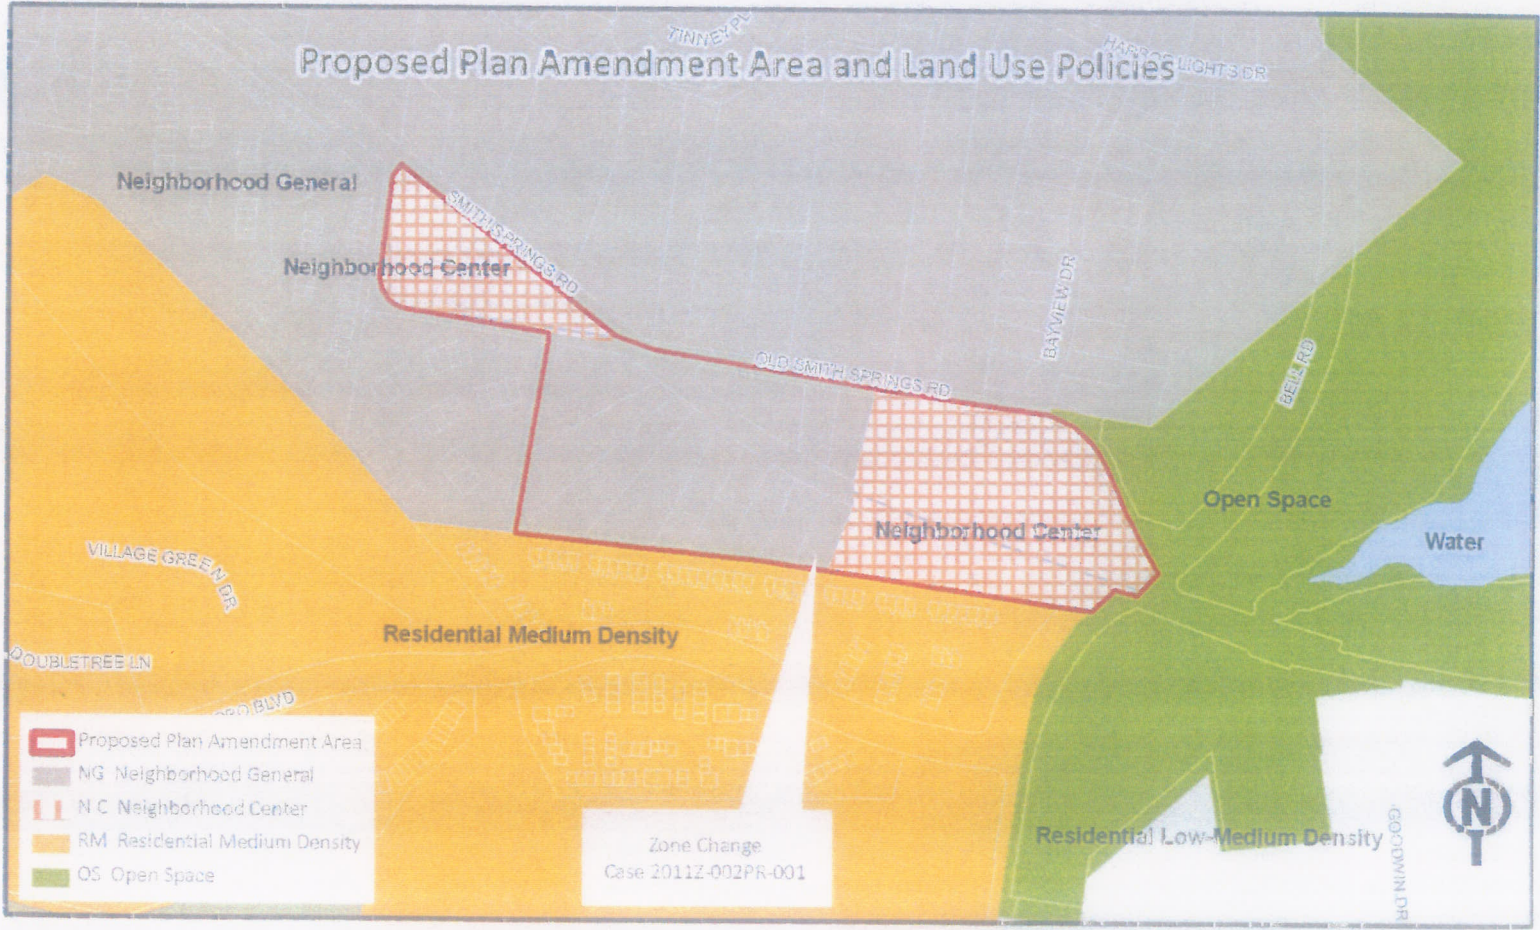 TINNEY PL
HARBOR LIGHTS DR
Proposed Plan Amendment Area and Land Use Policies
Neighborhood General
SMITH SPRINGS RD
Neighborhood Center
BAYVIEW DR
OLD SMITH SPRINGS RD
BELL RD
Open Space
Neighborhood Center
Water
VILLAGE GREEN DR
Residential Medium Density
DOUBLETREE LN
BLVD
Proposed Plan Amendment Area
NG Neighborhood General
N C Neighborhood Center
RM Residential Medium Density
OS Open Space
Zone Change
Case 2011Z-002PR-001
Residential Low-Medium Density
GOODWIN DR
N